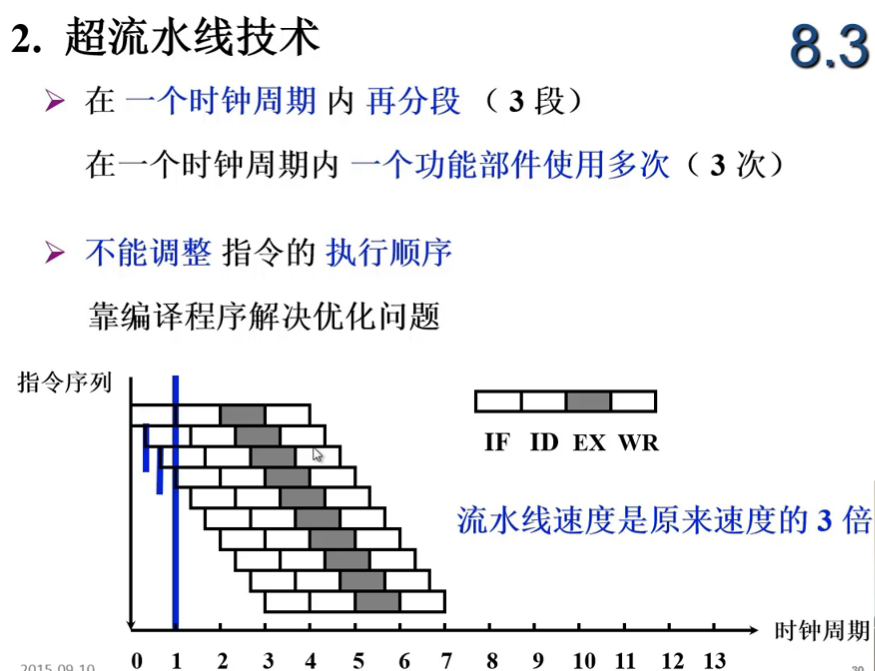 2. 超流水线技术
8.3
➢ 在 一个时钟周期 内 再分段 （ 3 段）
在一个时钟周期内 一个功能部件使用多次（ 3 次）
➢ 不能调整 指令的 执行顺序
靠编译程序解决优化问题
指令序列
IF ID EX WR
流水线速度是原来速度的 3 倍
时钟周期
0 1 2 3 4 5 6 7 8 9 10 11 12 13
2015-09-10
30